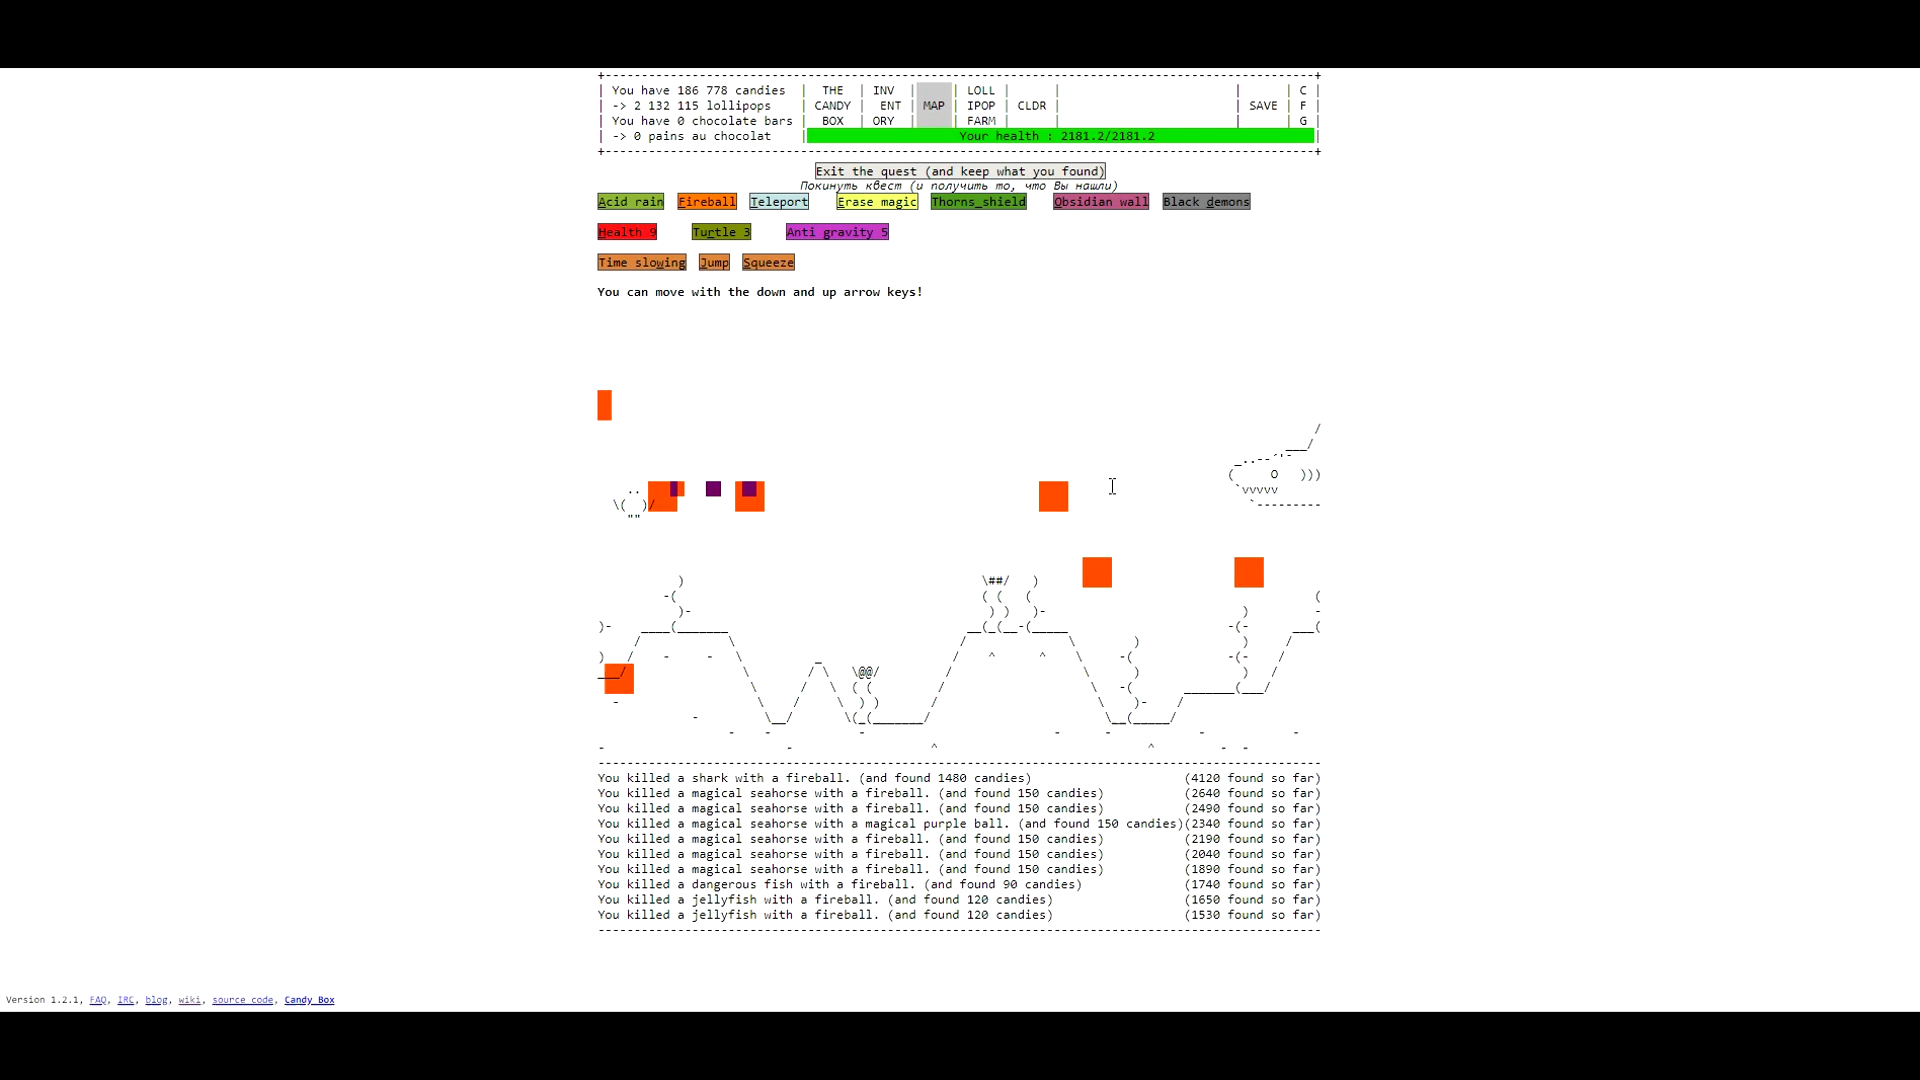 You have 186 778 candies | THE | INV | | LOLL | | | | C
-> 2 132 115 lollipops | CANDY | ENT | MAP | IPOP | CLDR | | SAVE | F
You have 0 chocolate bars | BOX | ORY | | FARM | | | | G
-> 0 pains au chocolat | Your health : 2181.2/2181.2
Exit the quest (and keep what you found)
Покинуть квест (и получить то, что Вы нашли)
Acid rain Fireball Teleport Erase magic Thorns_shield Obsidian wall Black demons
Health 9 Turtle 3 Anti gravity 5
Time slowing Jump Squeeze
You can move with the down and up arrow keys!
You killed a shark with a fireball. (and found 1480 candies) (4120 found so far)
You killed a magical seahorse with a fireball. (and found 150 candies) (2640 found so far)
You killed a magical seahorse with a fireball. (and found 150 candies) (2490 found so far)
You killed a magical seahorse with a magical purple ball. (and found 150 candies)(2340 found so far)
You killed a magical seahorse with a fireball. (and found 150 candies) (2190 found so far)
You killed a magical seahorse with a fireball. (and found 150 candies) (2040 found so far)
You killed a magical seahorse with a fireball. (and found 150 candies) (1890 found so far)
You killed a dangerous fish with a fireball. (and found 90 candies) (1740 found so far)
You killed a jellyfish with a fireball. (and found 120 candies) (1650 found so far)
You killed a jellyfish with a fireball. (and found 120 candies) (1530 found so far)
Version 1.2.1, FAQ, IRC, blog, wiki, source code, Candy Box